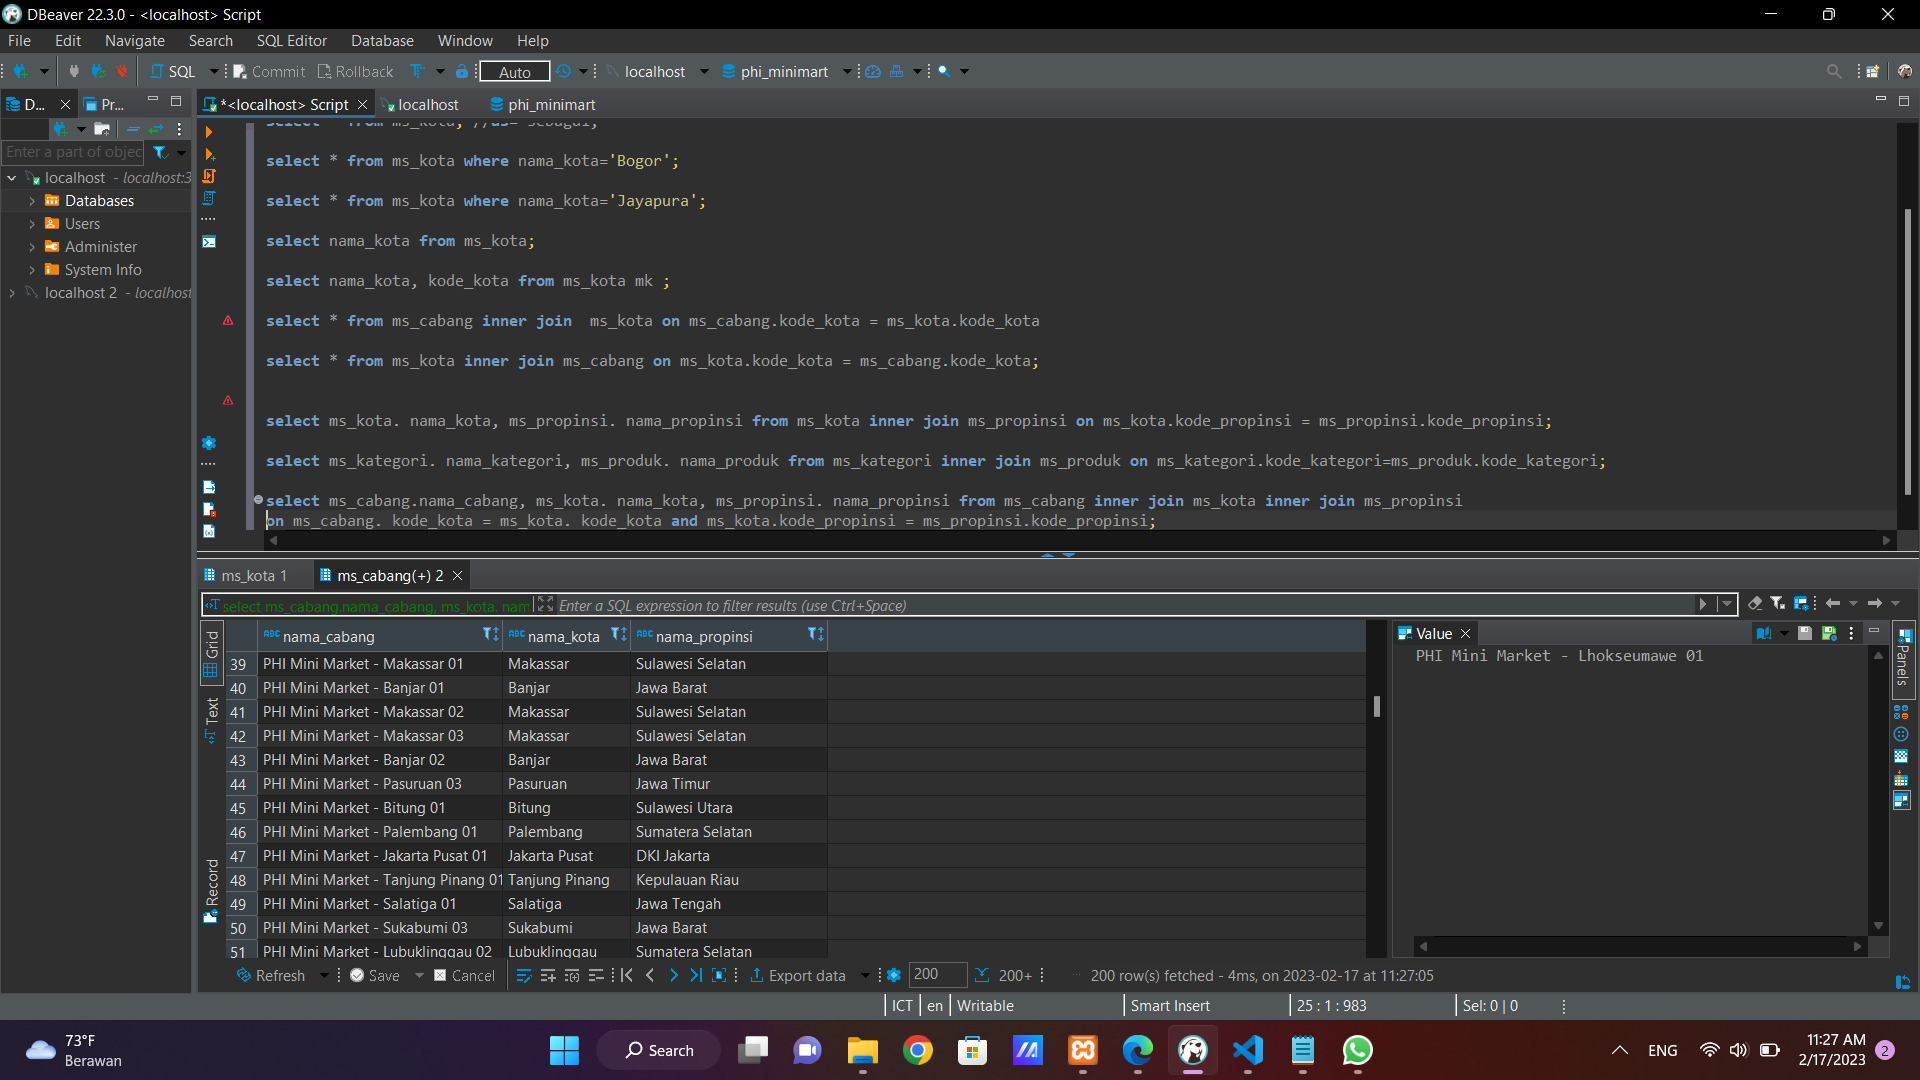 DBeaver 22.3.0 - <localhost> Script
File Edit Navigate Search SQL Editor Database Window Help
SQL Commit Rollback Auto localhost phi_minimart
D... Pr... *<localhost> Script localhost phi_minimart
Enter a part of objec
localhost - localhost:3
Databases
Users
Administer
System Info
localhost 2 - localhost
select * from ms_kota; //as= sebagai;
select * from ms_kota where nama_kota='Bogor';
select * from ms_kota where nama_kota='Jayapura';
select nama_kota from ms_kota;
select nama_kota, kode_kota from ms_kota mk ;
select * from ms_cabang inner join  ms_kota on ms_cabang.kode_kota = ms_kota.kode_kota
select * from ms_kota inner join ms_cabang on ms_kota.kode_kota = ms_cabang.kode_kota;
select ms_kota. nama_kota, ms_propinsi. nama_propinsi from ms_kota inner join ms_propinsi on ms_kota.kode_propinsi = ms_propinsi.kode_propinsi;
select ms_kategori. nama_kategori, ms_produk. nama_produk from ms_kategori inner join ms_produk on ms_kategori.kode_kategori=ms_produk.kode_kategori;
select ms_cabang.nama_cabang, ms_kota. nama_kota, ms_propinsi. nama_propinsi from ms_cabang inner join ms_kota inner join ms_propinsi
on ms_cabang. kode_kota = ms_kota. kode_kota and ms_kota.kode_propinsi = ms_propinsi.kode_propinsi;
ms_kota 1 ms_cabang(+) 2
select ms_cabang.nama_cabang, ms_kota. nam Enter a SQL expression to filter results (use Ctrl+Space)
Grid
Text
Record
nama_cabang nama_kota nama_propinsi
39 PHI Mini Market - Makassar 01 Makassar Sulawesi Selatan
40 PHI Mini Market - Banjar 01 Banjar Jawa Barat
41 PHI Mini Market - Makassar 02 Makassar Sulawesi Selatan
42 PHI Mini Market - Makassar 03 Makassar Sulawesi Selatan
43 PHI Mini Market - Banjar 02 Banjar Jawa Barat
44 PHI Mini Market - Pasuruan 03 Pasuruan Jawa Timur
45 PHI Mini Market - Bitung 01 Bitung Sulawesi Utara
46 PHI Mini Market - Palembang 01 Palembang Sumatera Selatan
47 PHI Mini Market - Jakarta Pusat 01 Jakarta Pusat DKI Jakarta
48 PHI Mini Market - Tanjung Pinang 01 Tanjung Pinang Kepulauan Riau
49 PHI Mini Market - Salatiga 01 Salatiga Jawa Tengah
50 PHI Mini Market - Sukabumi 03 Sukabumi Jawa Barat
51 PHI Mini Market - Lubuklinggau 02 Lubuklinggau Sumatera Selatan
Value
PHI Mini Market - Lhokseumawe 01
Panels
Refresh Save Cancel Export data 200 200+ 200 row(s) fetched - 4ms, on 2023-02-17 at 11:27:05
ICT en Writable Smart Insert 25 : 1 : 983 Sel: 0 | 0
73°F
Berawan
Search
ENG
11:27 AM
2/17/2023
2